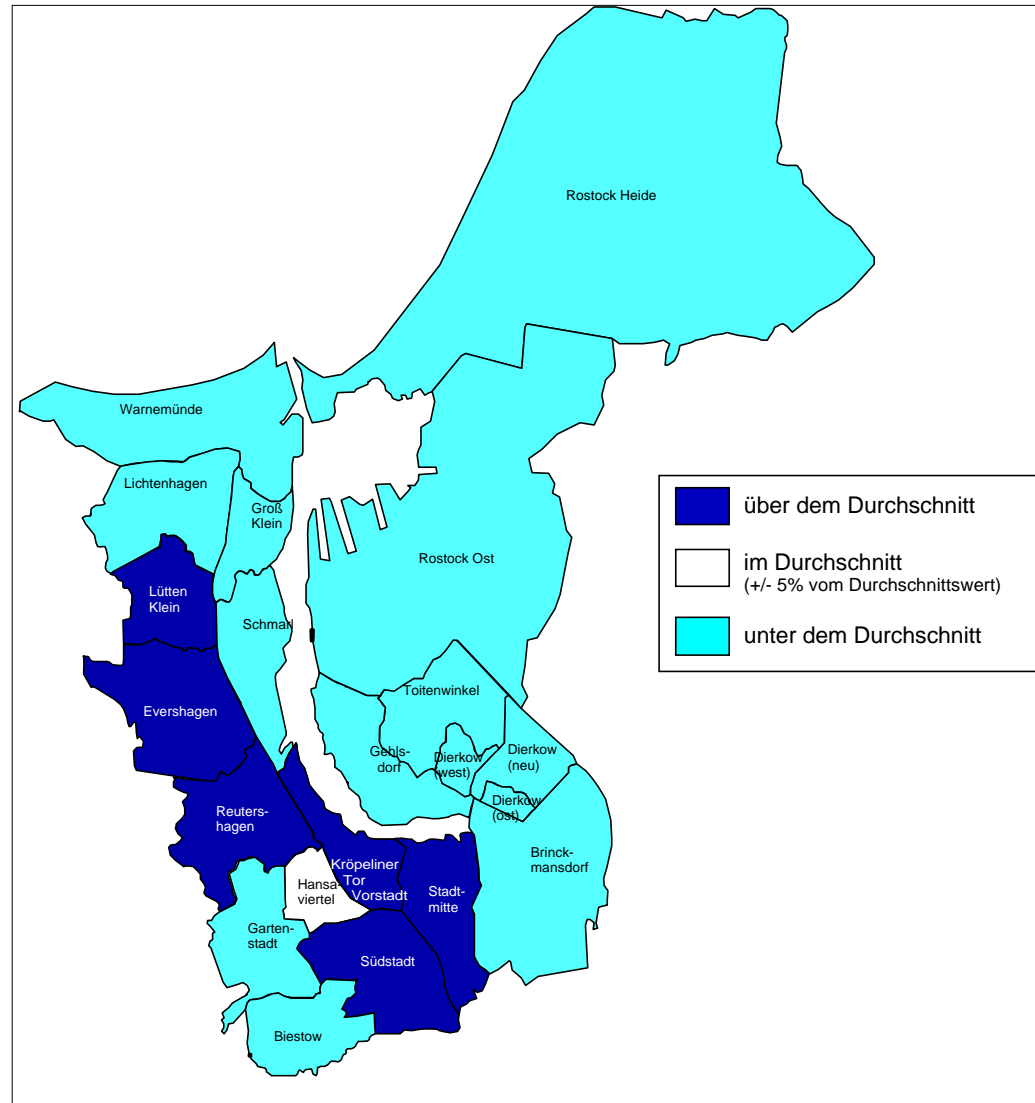 Rostock Heide
Warnemünde
Lichtenhagen
Groß
Klein
Rostock Ost
Lütten
Klein
Schmarl
Toitenwinkel
Evershagen
Gehls-
dorf
Dierkow
(west)
Dierkow
(neu)
Dierkow
(ost)
Reuters-
hagen
Brinck-
mansdorf
Kröpeliner
Tor
Vorstadt
Hansa-
viertel
Stadt-
mitte
Garten-
stadt
Südstadt
Biestow
über dem Durchschnitt
im Durchschnitt
(+/- 5% vom Durchschnittswert)
unter dem Durchschnitt